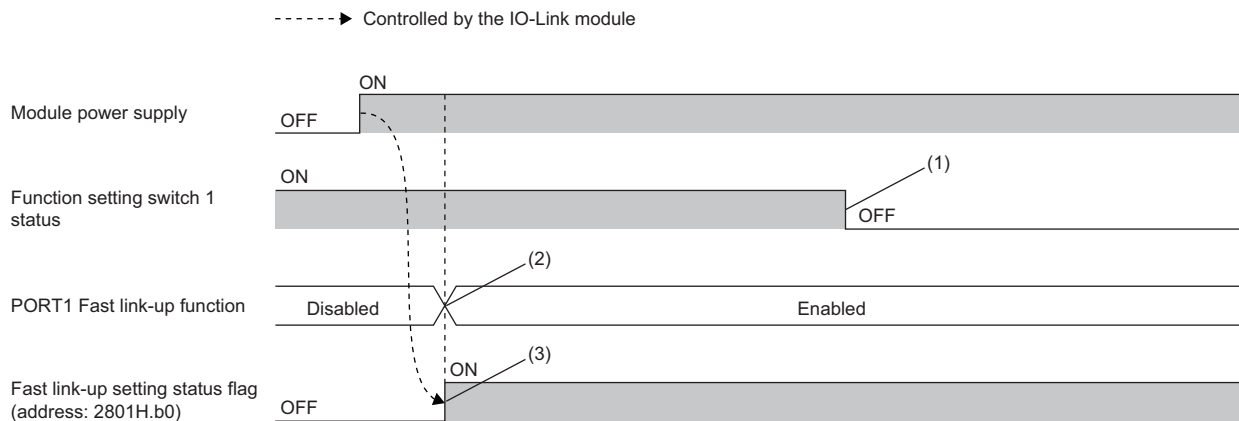 Controlled by the IO-Link module
ON
Module power supply
OFF
ON
(1)
Function setting switch 1
status
OFF
(2)
PORT1 Fast link-up function
Disabled
Enabled
(3)
ON
Fast link-up setting status flag
(address: 2801H.b0)
OFF